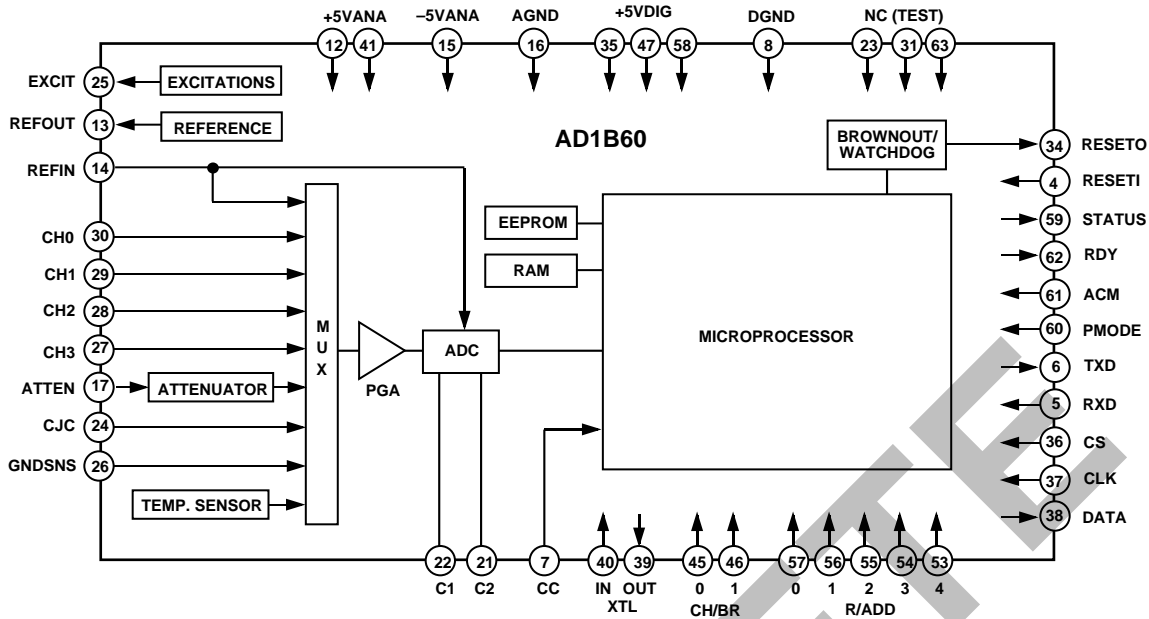 +5VANA –5VANA AGND +5VDIG DGND NC (TEST)
12 41 15 16 35 47 58 8 23 31 63
EXCIT 25 EXCITATIONS
REFOUT 13 REFERENCE
REFIN 14
AD1B60
BROWNOUT/
WATCHDOG
34 RESETO
4 RESETI
59 STATUS
62 RDY
61 ACM
60 PMODE
6 TXD
5 RXD
36 CS
37 CLK
38 DATA
CH0 30
CH1 29
CH2 28
CH3 27
ATTEN 17 ATTENUATOR
CJC 24
GNDSNS 26
TEMP. SENSOR
M
U
X
PGA
ADC
EEPROM
RAM
MICROPROCESSOR
22 21 7 40 39 45 46 57 56 55 54 53
C1 C2 CC IN OUT 0 1 0 1 2 3 4
XTL CH/BR R/ADD